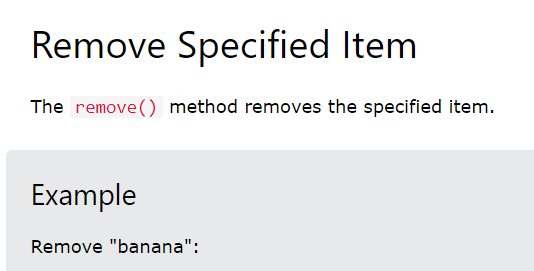 Remove Specified Item
The remove() method removes the specified item.
Example
Remove "banana":